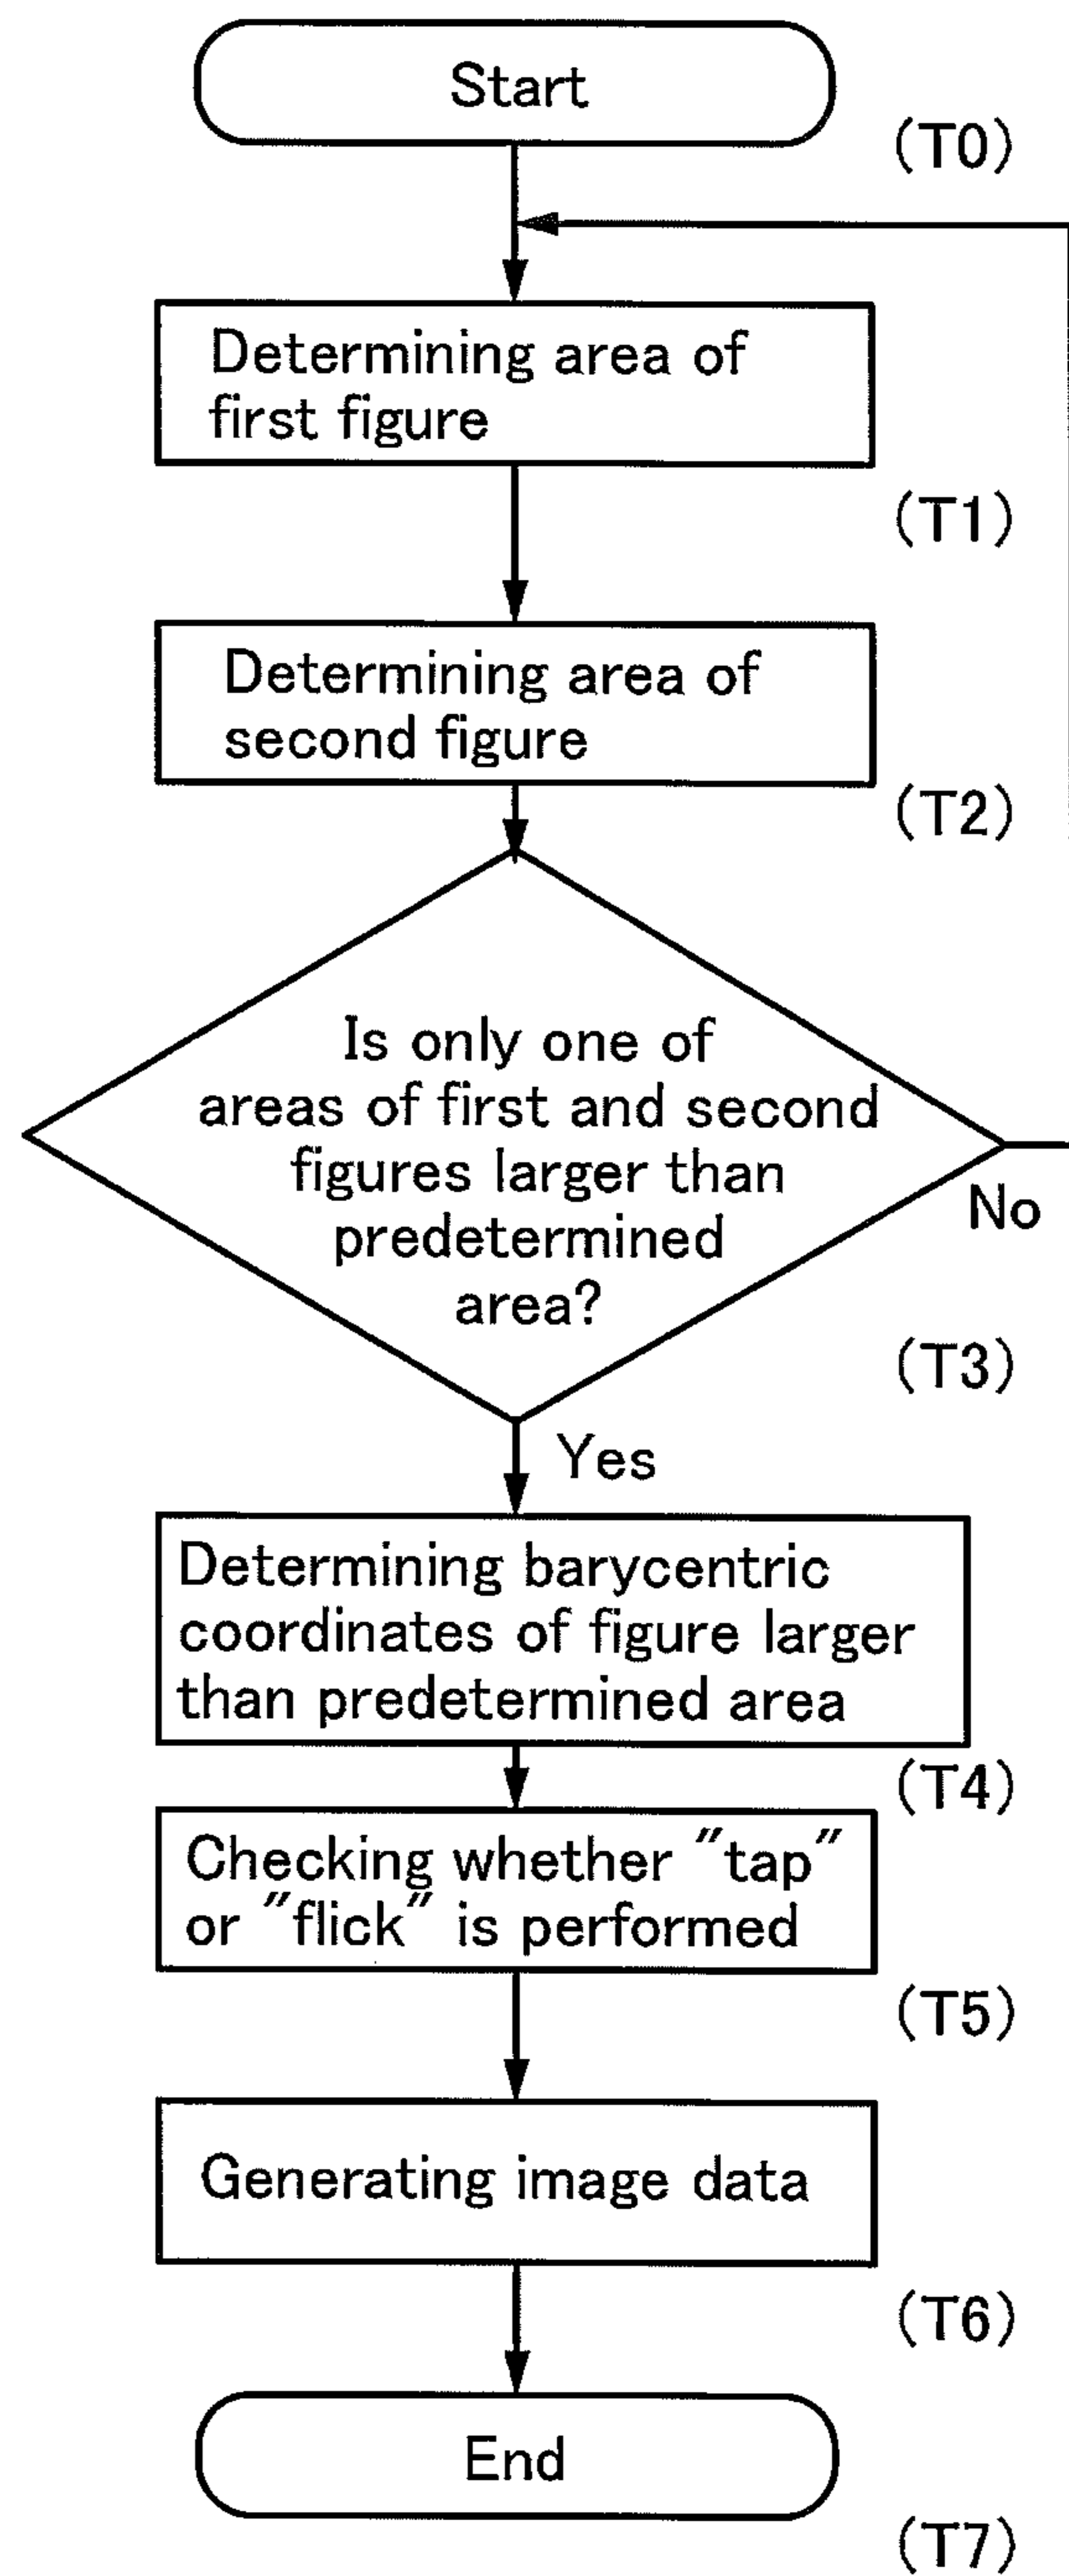 Start
(T0)
Determining area of
first figure
(T1)
Determining area of
second figure
(T2)
Is only one of
areas of first and second
figures larger than
predetermined
area?
No
(T3)
Yes
Determining barycentric
coordinates of figure larger
than predetermined area
(T4)
Checking whether "tap"
or "flick" is performed
(T5)
Generating image data
(T6)
End
(T7)